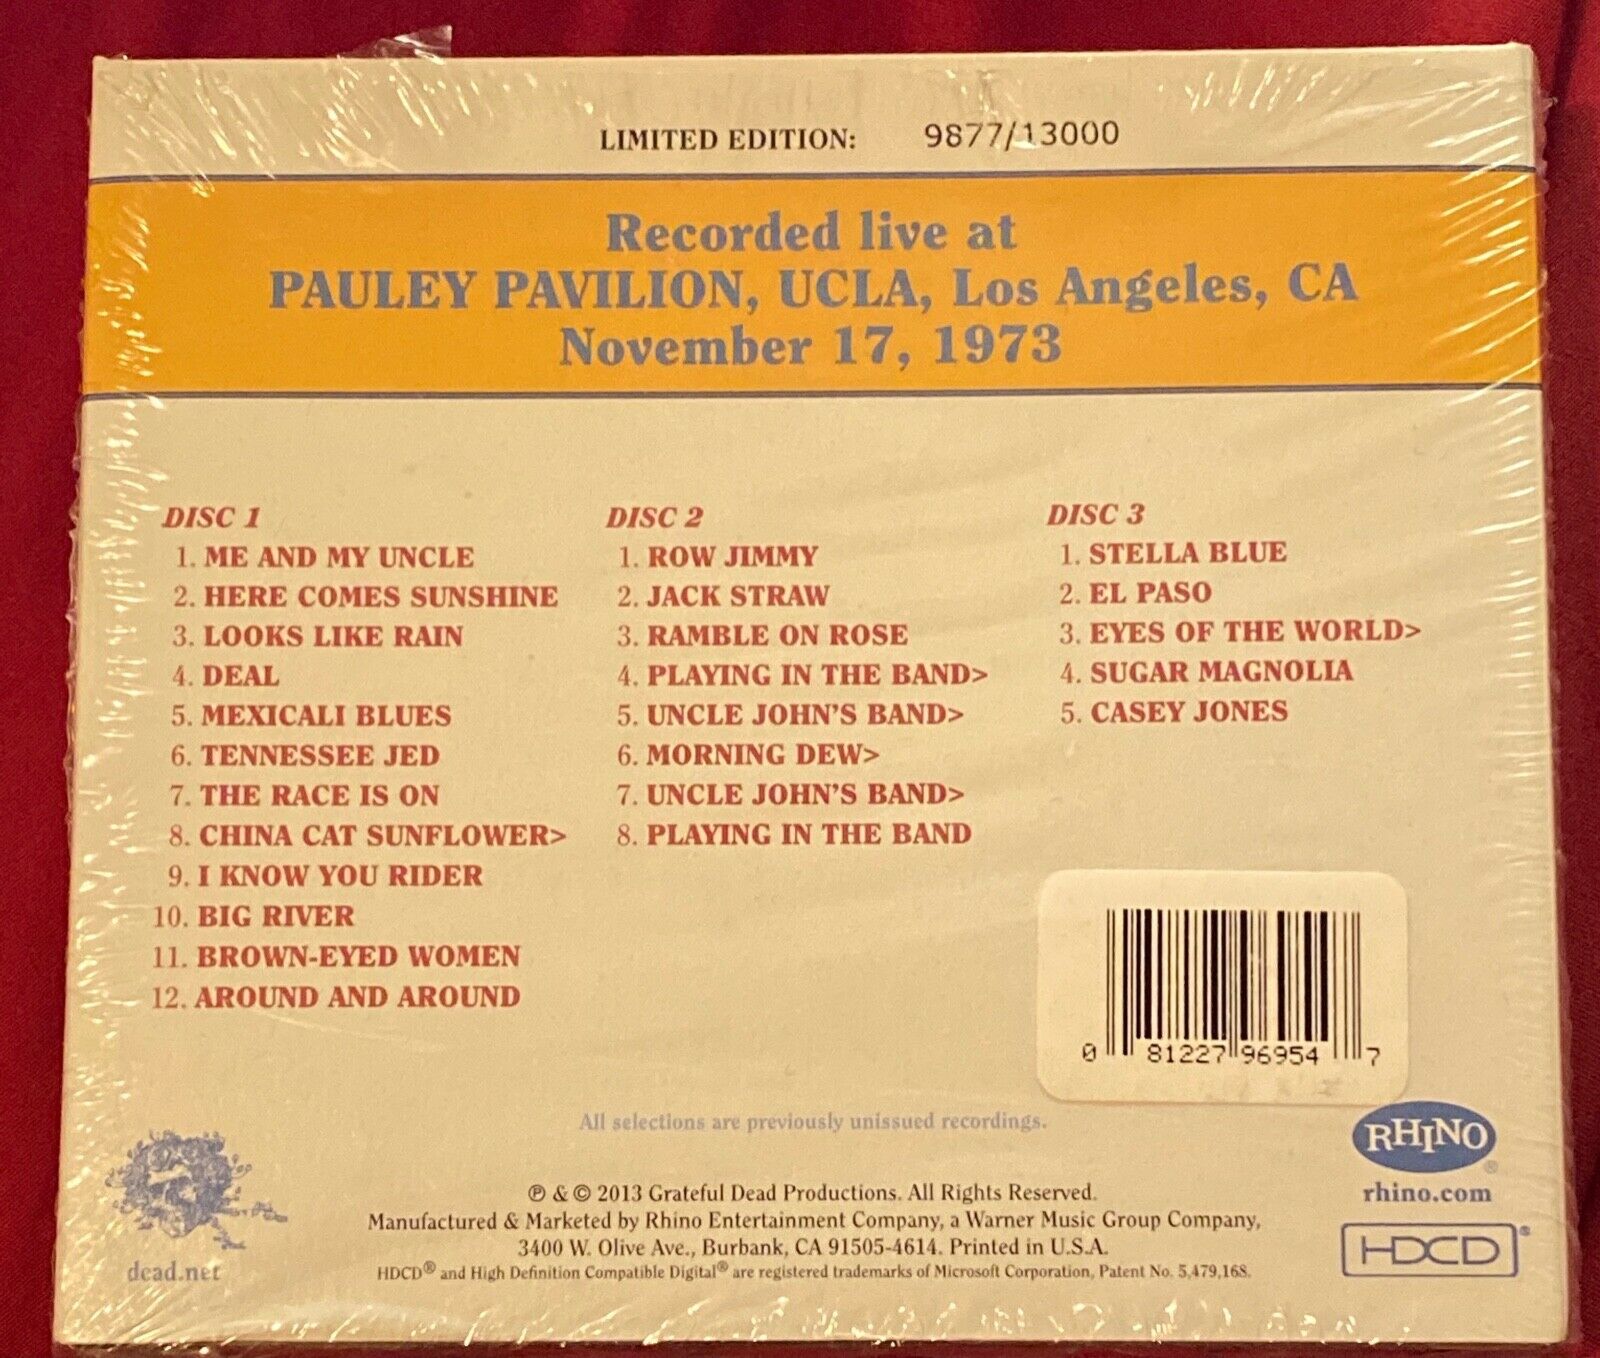 LIMITED EDITION: 9877/13000
Recorded live at
PAULEY PAVILION, UCLA, Los Angeles, CA
November 17, 1973
DISC 1
1. ME AND MY UNCLE
2. HERE COMES SUNSHINE
3. LOOKS LIKE RAIN
4. DEAL
5. MEXICALI BLUES
6. TENNESSEE JED
7. THE RACE IS ON
8. CHINA CAT SUNFLOWER>
9. I KNOW YOU RIDER
10. BIG RIVER
11. BROWN-EYED WOMEN
12. AROUND AND AROUND
DISC 2
1. ROW JIMMY
2. JACK STRAW
3. RAMBLE ON ROSE
4. PLAYING IN THE BAND>
5. UNCLE JOHN'S BAND>
6. MORNING DEW>
7. UNCLE JOHN'S BAND>
8. PLAYING IN THE BAND
DISC 3
1. STELLA BLUE
2. EL PASO
3. EYES OF THE WORLD>
4. SUGAR MAGNOLIA
5. CASEY JONES
0 81227 96954 7
All selections are previously unissued recordings.
RHINO®
rhino.com
℗ & © 2013 Grateful Dead Productions. All Rights Reserved.
Manufactured & Marketed by Rhino Entertainment Company, a Warner Music Group Company,
3400 W. Olive Ave., Burbank, CA 91505-4614. Printed in U.S.A.
HDCD® and High Definition Compatible Digital® are registered trademarks of Microsoft Corporation, Patent No. 5,479,168.
dead.net
HDCD®